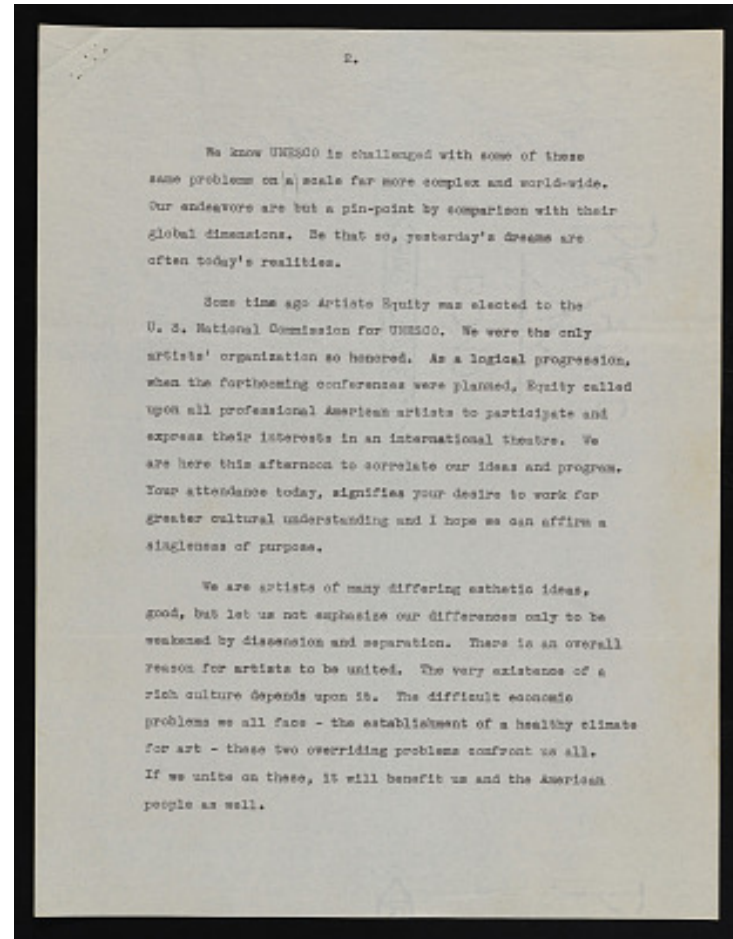 2.
We know UNESCO is challenged with some of these
same problems on a scale far more complex and world-wide.
Our endeavors are but a pin-point by comparison with their
global dimensions.  Be that so, yesterday's dreams are
often today's realities.
Some time ago Artists Equity was elected to the
U. S. National Commission for UNESCO.  We were the only
artists' organization so honored.  As a logical progression,
when the forthcoming conferences were planned, Equity called
upon all professional American artists to participate and
express their interests in an international theatre.  We
are here this afternoon to correlate our ideas and program.
Your attendance today, signifies your desire to work for
greater cultural understanding and I hope we can affirm a
singleness of purpose.
We are artists of many differing esthetic ideas,
good, but let us not emphasize our differences only to be
weakened by dissension and separation.  There is an overall
reason for artists to be united.  The very existence of a
rich culture depends upon it.  The difficult economic
problems we all face - the establishment of a healthy climate
for art - these two overriding problems confront us all.
If we unite on these, it will benefit us and the American
people as well.